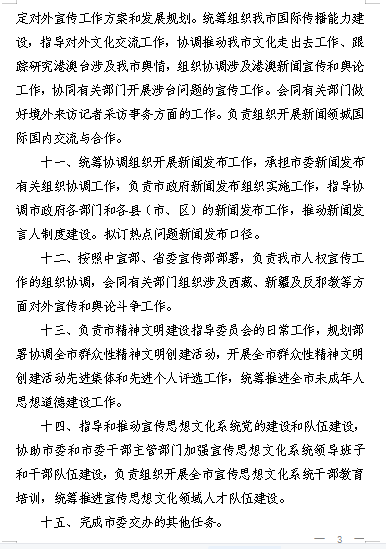 定对外宣传工作方案和发展规划。统筹组织我市国际传播能力建
设，指导对外文化交流工作，协调推动我市文化走出去工作、跟
踪研究港澳台涉及我市舆情，组织协调涉及港澳新闻宣传和舆论
工作，协同有关部门开展涉台问题的宣传工作。会同有关部门做
好境外来访记者采访事务方面的工作。负责组织开展新闻领域国
际国内交流与合作。
十一、统筹协调组织开展新闻发布工作，承担市委新闻发布
有关组织协调工作，负责市政府新闻发布组织实施工作，指导协
调市政府各部门和各县（市、区）的新闻发布工作，推动新闻发
言人制度建设。拟订热点问题新闻发布口径。
十二、按照中宣部、省委宣传部部署，负责我市人权宣传工
作的组织协调，会同有关部门组织涉及西藏、新疆及反邪教等方
面对外宣传和舆论斗争工作。
十三、负责市精神文明建设指导委员会的日常工作，规划部
署协调全市群众性精神文明创建活动，开展全市群众性精神文明
创建活动先进集体和先进个人评选工作，统筹推进全市未成年人
思想道德建设工作。
十四、指导和推动宣传思想文化系统党的建设和队伍建设，
协助市委和市委干部主管部门加强宣传思想文化系统领导班子
和干部队伍建设，负责组织开展全市宣传思想文化系统干部教育
培训，统筹推进宣传思想文化领域人才队伍建设。
十五、完成市委交办的其他任务。
— 3 —